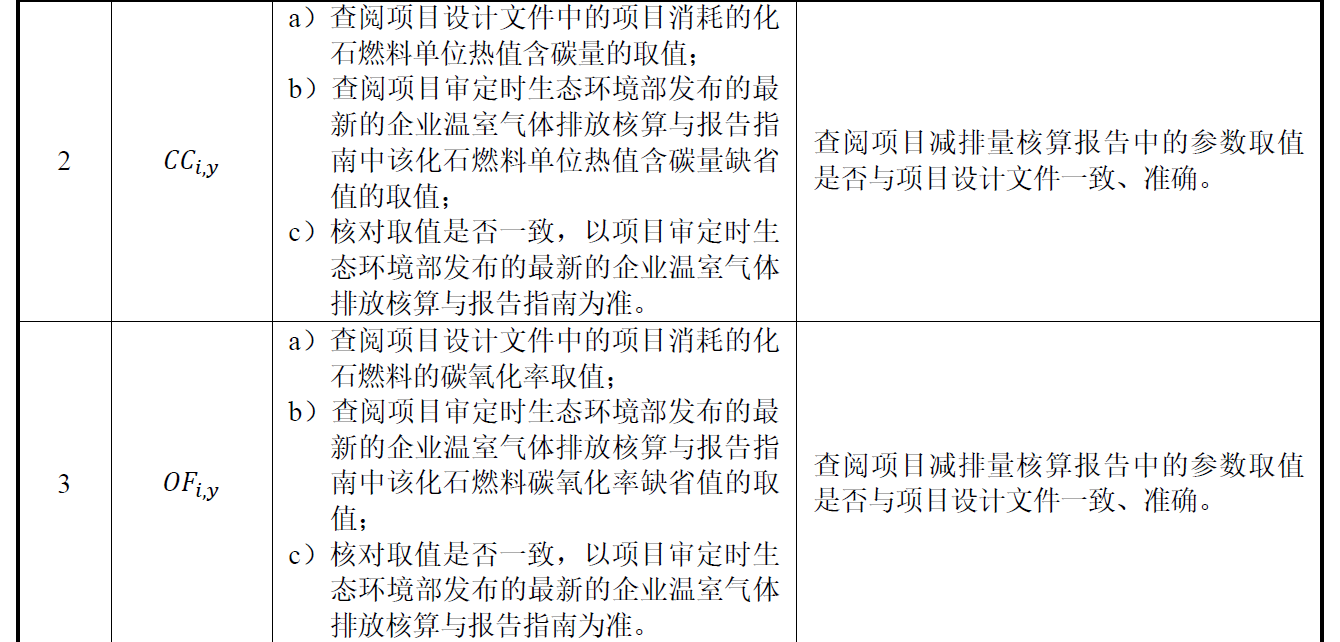 2
CCi,y
a）查阅项目设计文件中的项目消耗的化
石燃料单位热值含碳量的取值；
b）查阅项目审定时生态环境部发布的最
新的企业温室气体排放核算与报告指
南中该化石燃料单位热值含碳量缺省
值的取值；
c）核对取值是否一致，以项目审定时生
态环境部发布的最新的企业温室气体
排放核算与报告指南为准。
查阅项目减排量核算报告中的参数取值
是否与项目设计文件一致、准确。
3
OFi,y
a）查阅项目设计文件中的项目消耗的化
石燃料的碳氧化率取值；
b）查阅项目审定时生态环境部发布的最
新的企业温室气体排放核算与报告指
南中该化石燃料碳氧化率缺省值的取
值；
c）核对取值是否一致，以项目审定时生
态环境部发布的最新的企业温室气体
排放核算与报告指南为准。
查阅项目减排量核算报告中的参数取值
是否与项目设计文件一致、准确。